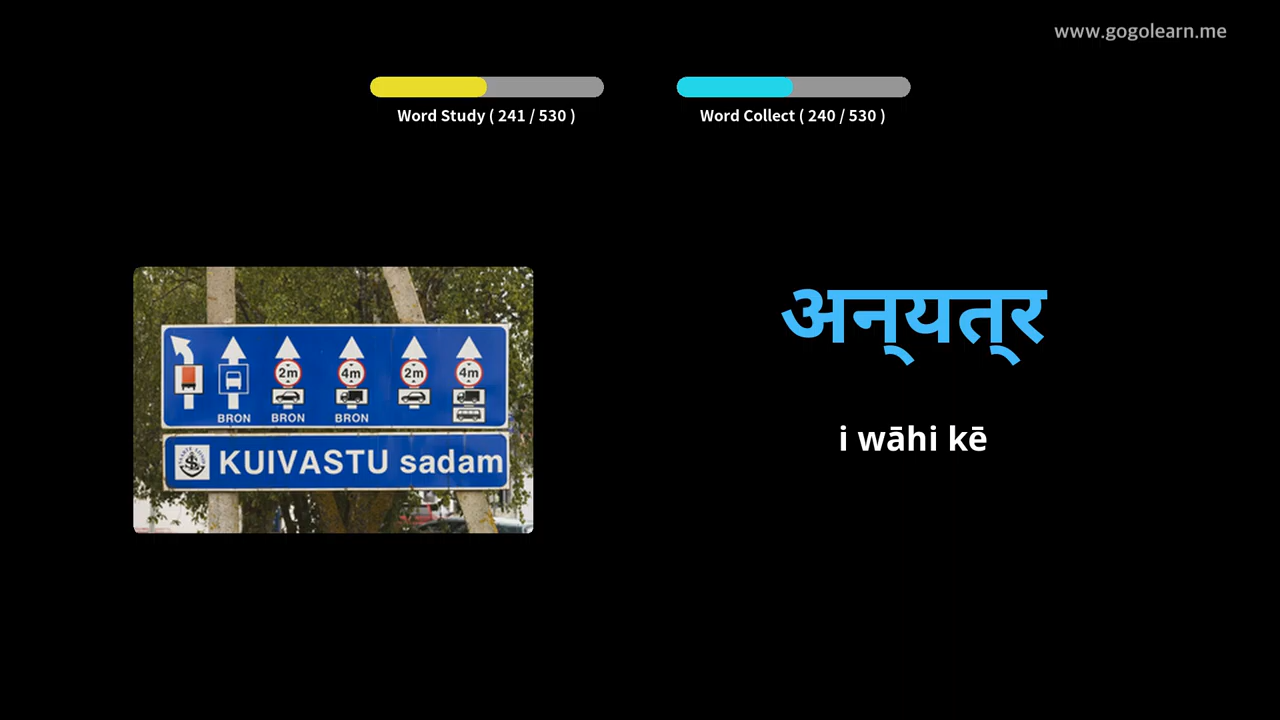 www.gogolearn.me
Word Study ( 241 / 530 )
Word Collect ( 240 / 530 )
2m 4m 2m 4m
BRON BRON BRON
KUIVASTU sadam
अन्‌यत्‌र
i wāhi kē